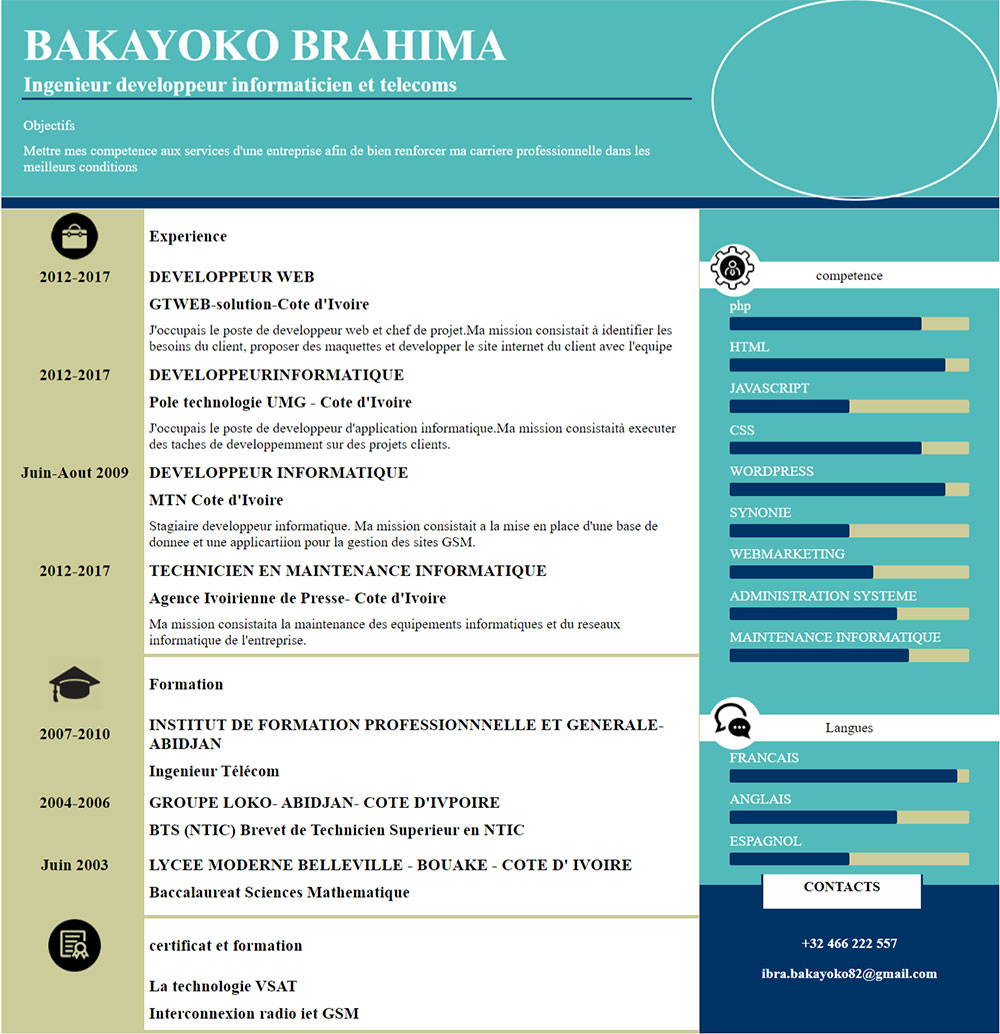 BAKAYOKO BRAHIMA
Ingenieur developpeur informaticien et telecoms
Objectifs
Mettre mes competence aux services d'une entreprise afin de bien renforcer ma carriere professionnelle dans les
meilleurs conditions
Experience
2012-2017
DEVELOPPEUR WEB
GTWEB-solution-Cote d'Ivoire
J'occupais le poste de developpeur web et chef de projet.Ma mission consistait à identifier les
besoins du client, proposer des maquettes et developper le site internet du client avec l'equipe
2012-2017
DEVELOPPEURINFORMATIQUE
Pole technologie UMG - Cote d'Ivoire
J'occupais le poste de developpeur d'application informatique.Ma mission consistaità executer
des taches de developpemment sur des projets clients.
Juin-Aout 2009
DEVELOPPEUR INFORMATIQUE
MTN Cote d'Ivoire
Stagiaire developpeur informatique. Ma mission consistait a la mise en place d'une base de
donnee et une applicartiion pour la gestion des sites GSM.
2012-2017
TECHNICIEN EN MAINTENANCE INFORMATIQUE
Agence Ivoirienne de Presse- Cote d'Ivoire
Ma mission consistaita la maintenance des equipements informatiques et du reseaux
informatique de l'entreprise.
Formation
2007-2010
INSTITUT DE FORMATION PROFESSIONNNELLE ET GENERALE-
ABIDJAN
Ingenieur Télécom
2004-2006
GROUPE LOKO- ABIDJAN- COTE D'IVPOIRE
BTS (NTIC) Brevet de Technicien Superieur en NTIC
Juin 2003
LYCEE MODERNE BELLEVILLE - BOUAKE - COTE D' IVOIRE
Baccalaureat Sciences Mathematique
certificat et formation
La technologie VSAT
Interconnexion radio iet GSM
competence
php
HTML
JAVASCRIPT
CSS
WORDPRESS
SYNONIE
WEBMARKETING
ADMINISTRATION SYSTEME
MAINTENANCE INFORMATIQUE
Langues
FRANCAIS
ANGLAIS
ESPAGNOL
CONTACTS
+32 466 222 557
ibra.bakayoko82@gmail.com